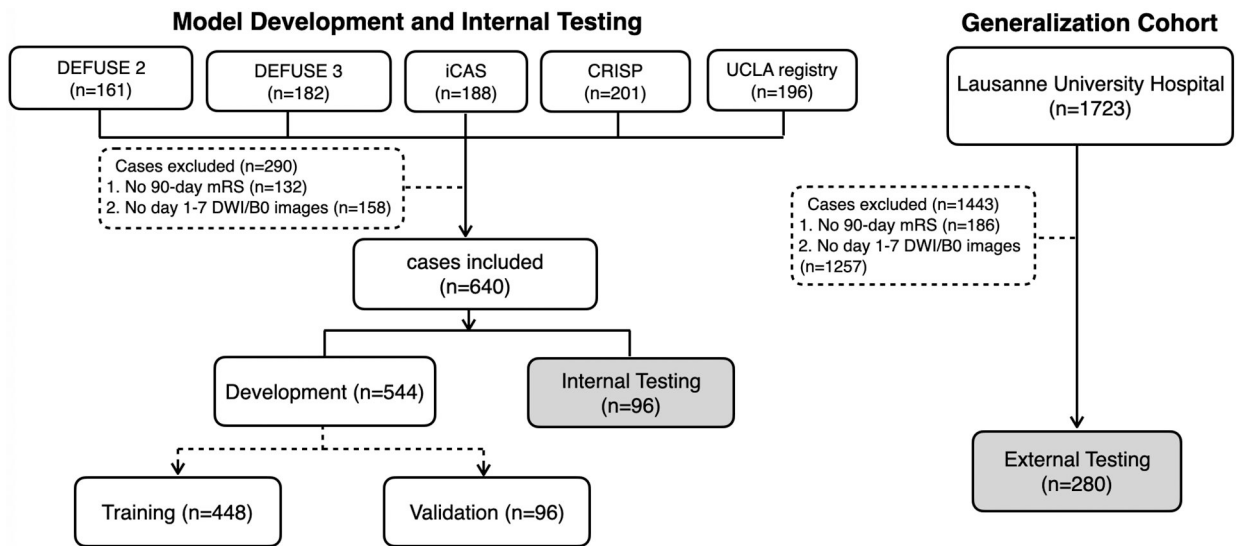 Model Development and Internal Testing
Generalization Cohort
DEFUSE 2
(n=161)
DEFUSE 3
(n=182)
iCAS
(n=188)
CRISP
(n=201)
UCLA registry
(n=196)
Lausanne University Hospital
(n=1723)
Cases excluded (n=290)
1. No 90-day mRS (n=132)
2. No day 1-7 DWI/B0 images (n=158)
Cases excluded (n=1443)
1. No 90-day mRS (n=186)
2. No day 1-7 DWI/B0 images
(n=1257)
cases included
(n=640)
Development (n=544)
Internal Testing
(n=96)
External Testing
(n=280)
Training (n=448)
Validation (n=96)